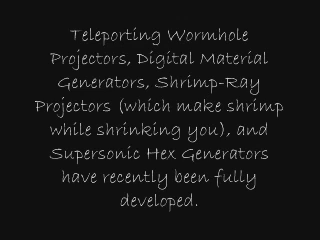 Teleporting Wormhole
Projectors, Digital Material
Generators, Shrimp-Ray
Projectors (which make shrimp
while shrinking you), and
Supersonic Hex Generators
have recently been fully
developed.